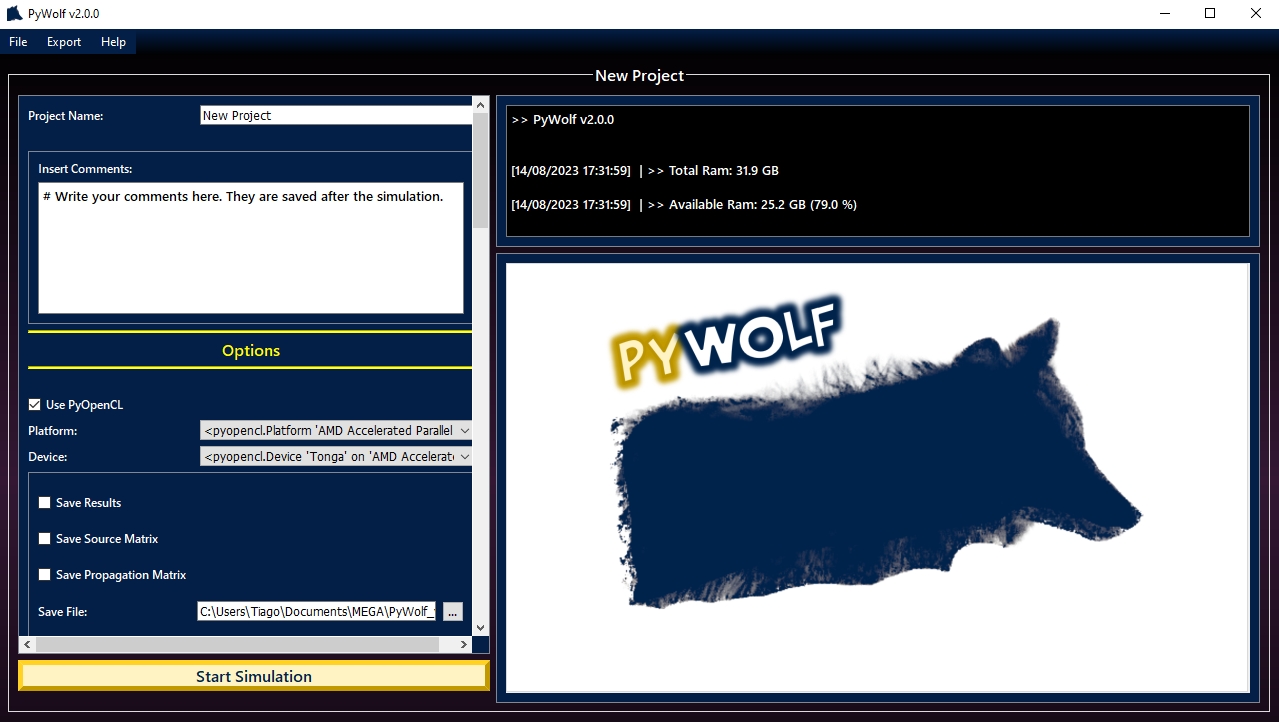 PyWolf v2.0.0
File Export Help
New Project
Project Name: New Project
Insert Comments:
# Write your comments here. They are saved after the simulation.
Options
Use PyOpenCL
Platform: <pyopencl.Platform 'AMD Accelerated Parallel
Device: <pyopencl.Device 'Tonga' on 'AMD Accelerate
Save Results
Save Source Matrix
Save Propagation Matrix
Save File: C:\Users\Tiago\Documents\MEGA\PyWolf_ ...
Start Simulation
>> PyWolf v2.0.0
[14/08/2023 17:31:59] | >> Total Ram: 31.9 GB
[14/08/2023 17:31:59] | >> Available Ram: 25.2 GB (79.0 %)
PYWOLF